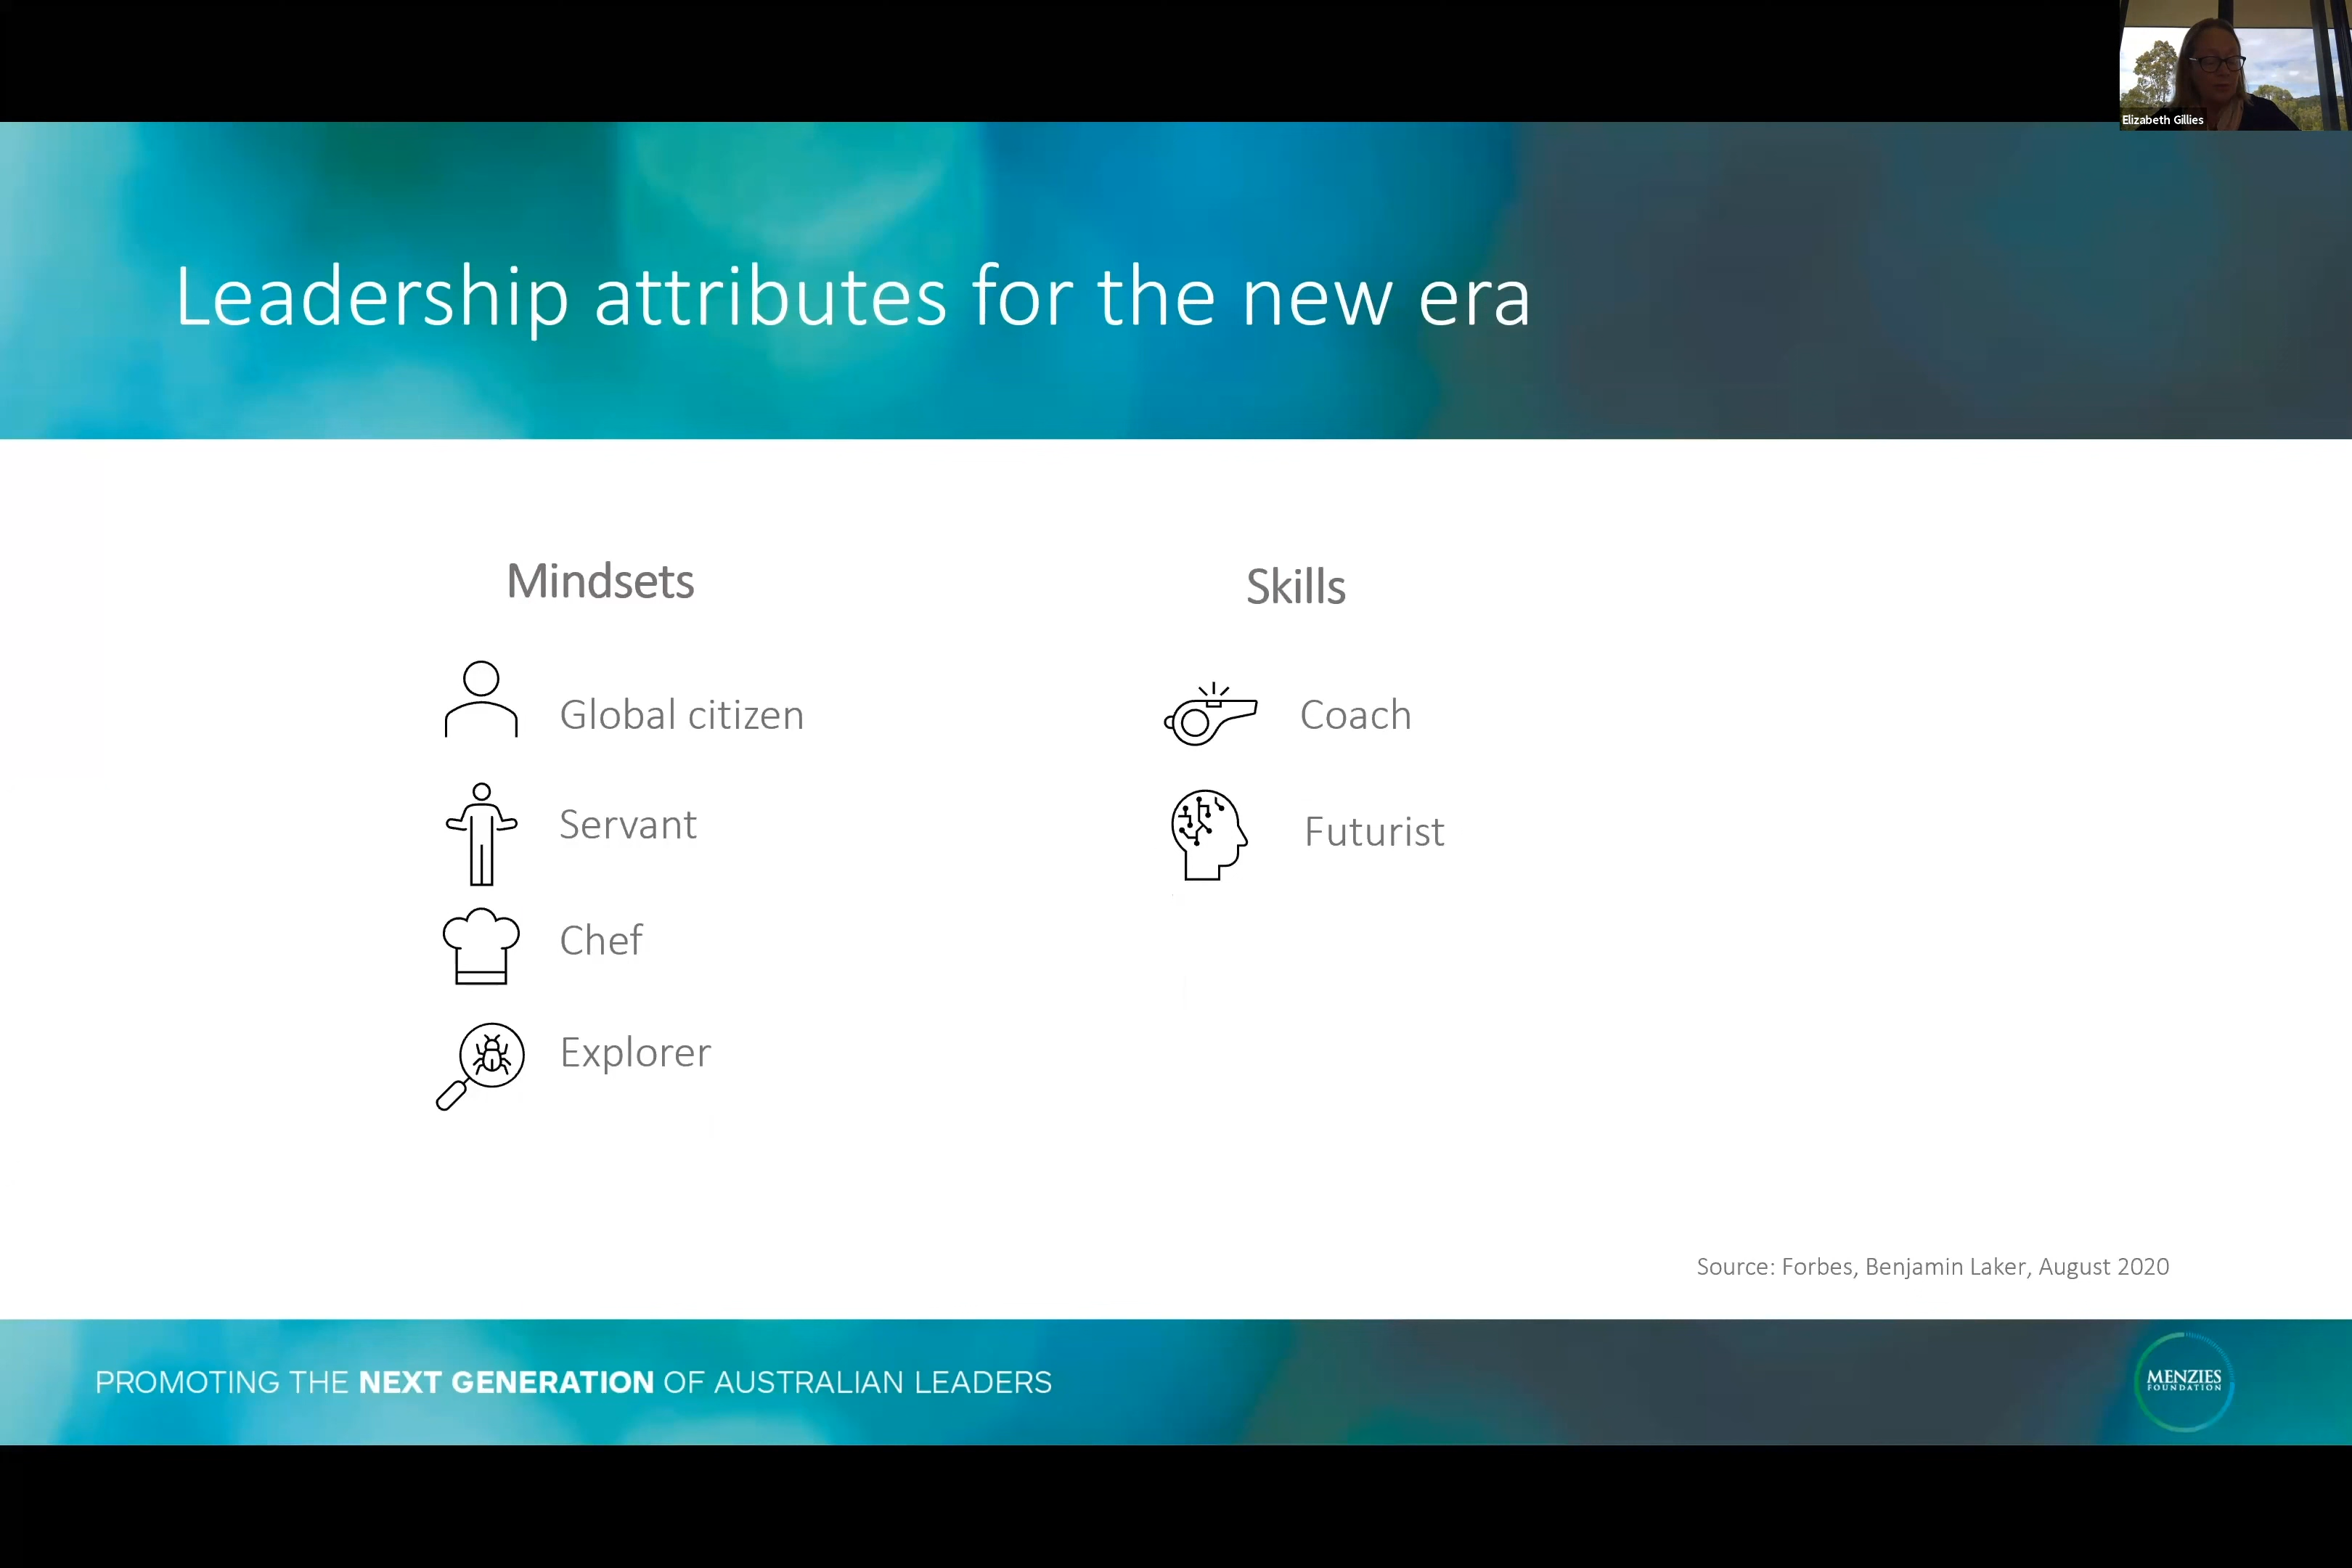 Elizabeth Gillies
Leadership attributes for the new era
Mindsets
Global citizen
Servant
Chef
Explorer
Skills
Coach
Futurist
Source: Forbes, Benjamin Laker, August 2020
PROMOTING THE NEXT GENERATION OF AUSTRALIAN LEADERS
MENZIES
FOUNDATION